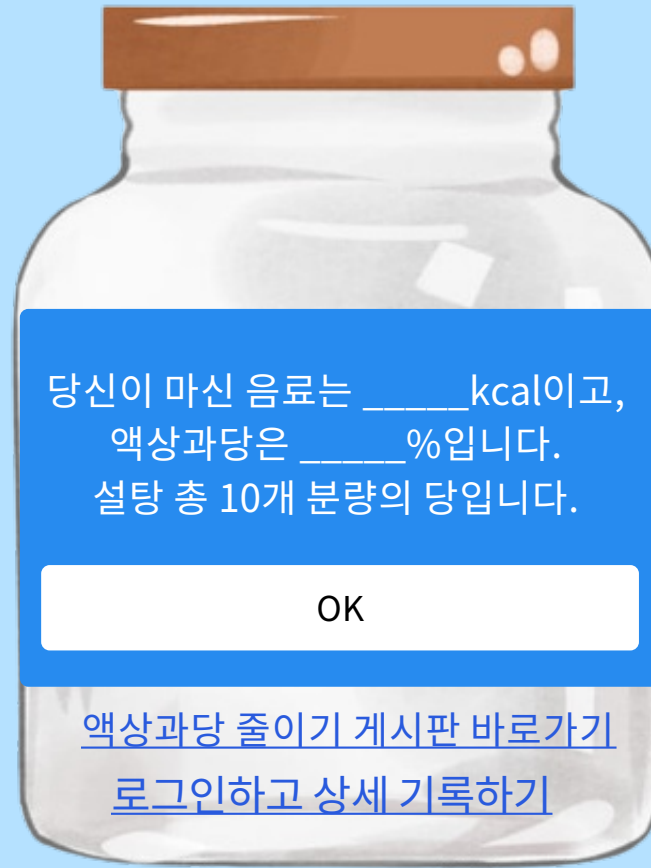 당신이 마신 음료는 _____kcal이고,
액상과당은 _____%입니다.
설탕 총 10개 분량의 당입니다.
OK
액상과당 줄이기 게시판 바로가기
로그인하고 상세 기록하기